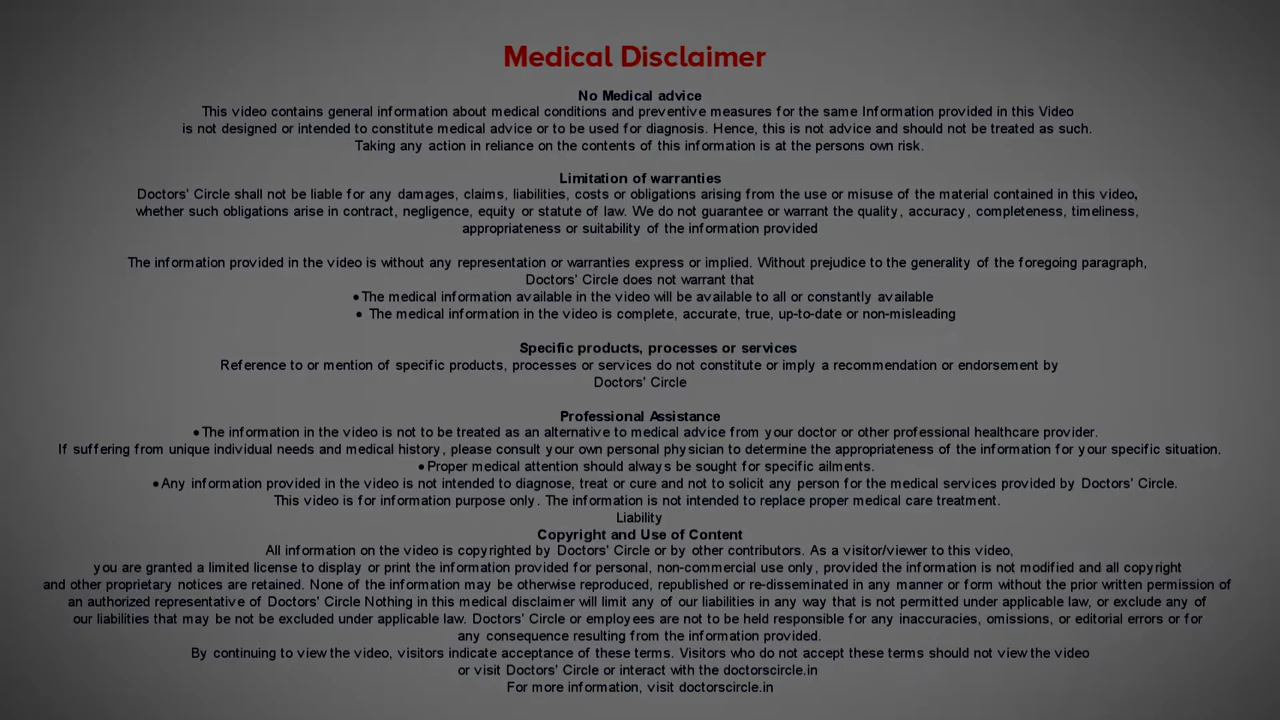 Medical Disclaimer
No Medical advice
This video contains general information about medical conditions and preventive measures for the same Information provided in this Video
is not designed or intended to constitute medical advice or to be used for diagnosis. Hence, this is not advice and should not be treated as such.
Taking any action in reliance on the contents of this information is at the persons own risk.
Limitation of warranties
Doctors' Circle shall not be liable for any damages, claims, liabilities, costs or obligations arising from the use or misuse of the material contained in this video,
whether such obligations arise in contract, negligence, equity or statute of law. We do not guarantee or warrant the quality, accuracy, completeness, timeliness,
appropriateness or suitability of the information provided
The information provided in the video is without any representation or warranties express or implied. Without prejudice to the generality of the foregoing paragraph,
Doctors' Circle does not warrant that
•The medical information available in the video will be available to all or constantly available
• The medical information in the video is complete, accurate, true, up-to-date or non-misleading
Specific products, processes or services
Reference to or mention of specific products, processes or services do not constitute or imply a recommendation or endorsement by
Doctors' Circle
Professional Assistance
•The information in the video is not to be treated as an alternative to medical advice from your doctor or other professional healthcare provider.
If suffering from unique individual needs and medical history, please consult your own personal physician to determine the appropriateness of the information for your specific situation.
•Proper medical attention should always be sought for specific ailments.
•Any information provided in the video is not intended to diagnose, treat or cure and not to solicit any person for the medical services provided by Doctors' Circle.
This video is for information purpose only. The information is not intended to replace proper medical care treatment.
Liability
Copyright and Use of Content
All information on the video is copyrighted by Doctors' Circle or by other contributors. As a visitor/viewer to this video,
you are granted a limited license to display or print the information provided for personal, non-commercial use only, provided the information is not modified and all copyright
and other proprietary notices are retained. None of the information may be otherwise reproduced, republished or re-disseminated in any manner or form without the prior written permission of
an authorized representative of Doctors' Circle Nothing in this medical disclaimer will limit any of our liabilities in any way that is not permitted under applicable law, or exclude any of
our liabilities that may be not be excluded under applicable law. Doctors' Circle or employees are not to be held responsible for any inaccuracies, omissions, or editorial errors or for
any consequence resulting from the information provided.
By continuing to view the video, visitors indicate acceptance of these terms. Visitors who do not accept these terms should not view the video
or visit Doctors' Circle or interact with the doctorscircle.in
For more information, visit doctorscircle.in